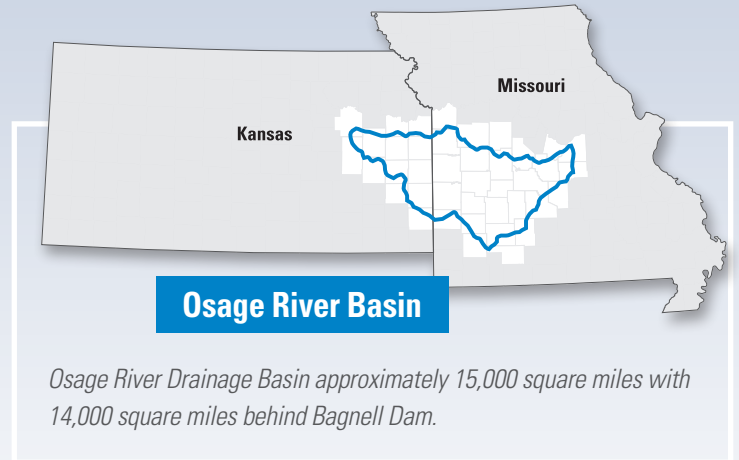 Missouri
Kansas
Osage River Basin
Osage River Drainage Basin approximately 15,000 square miles with
14,000 square miles behind Bagnell Dam.